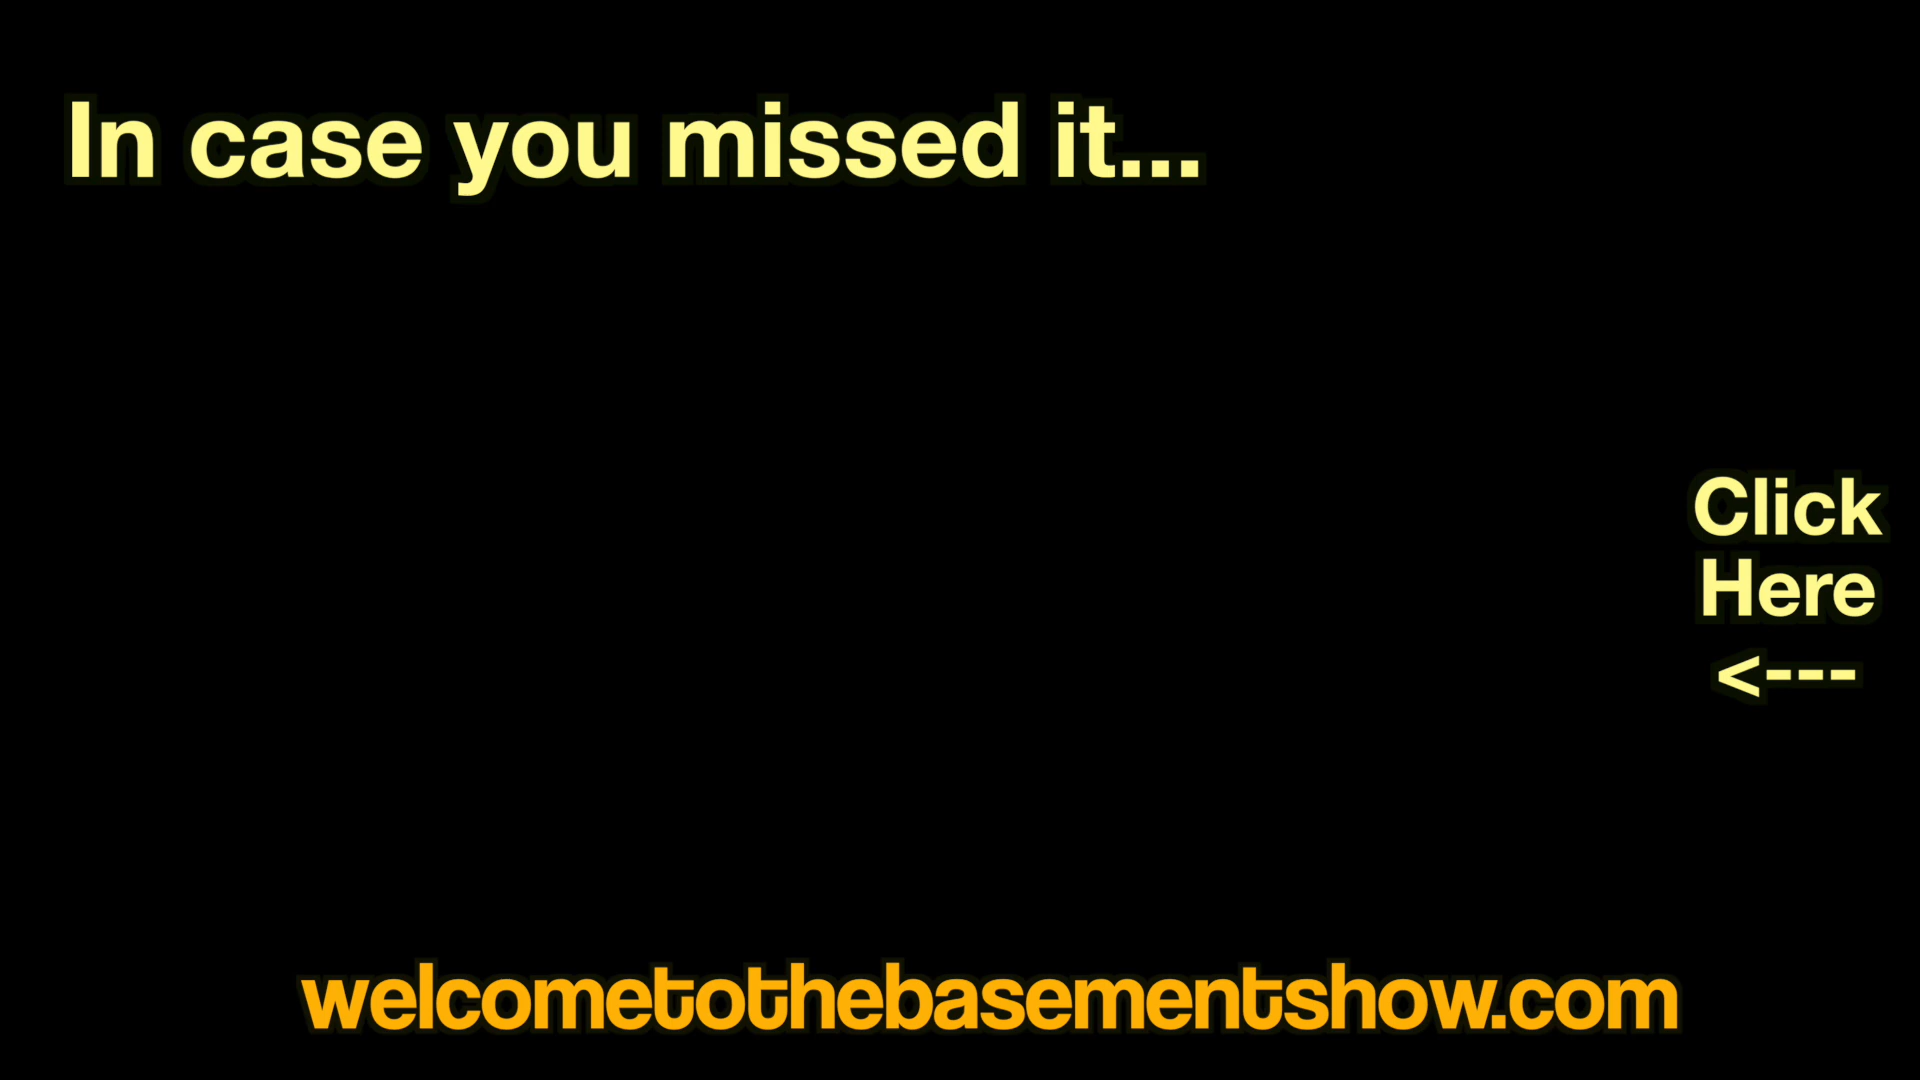 In case you missed it...
Click
Here
<---
welcometothebasementshow.com